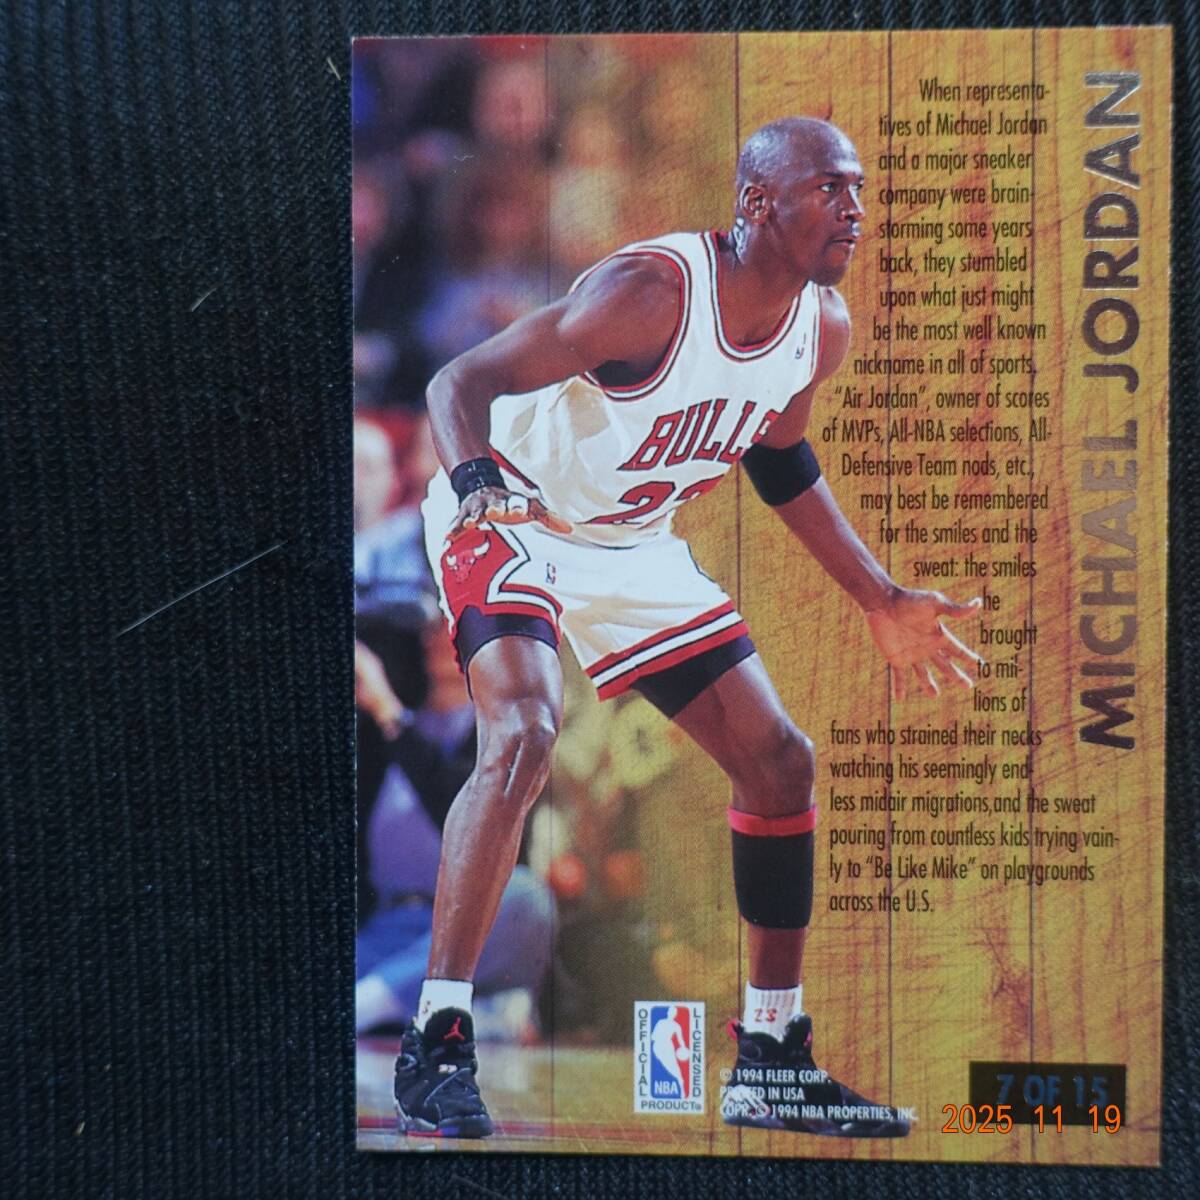 When representa-
tives of Michael Jordan
and a major sneaker
company were brain-
storming some years
back, they stumbled
upon what just might
be the most well known
nickname in all of sports.
"Air Jordan", owner of scores
of MVPs, All-NBA selections, All-
Defensive Team nods, etc.,
may best be remembered
for the smiles and the
sweat: the smiles
he
brought
to mil-
lions of
fans who strained their necks
watching his seemingly end-
less midair migrations,and the sweat
pouring from countless kids trying vain-
ly to "Be Like Mike" on playgrounds
across the U.S.
MICHAEL JORDAN
BULLS
23
23
23
OFFICIAL
LICENSED
NBA
PRODUCT®
© 1994 FLEER CORP.
PRINTED IN USA
COPR. © 1994 NBA PROPERTIES, INC.
7 OF 15
2025 11 19